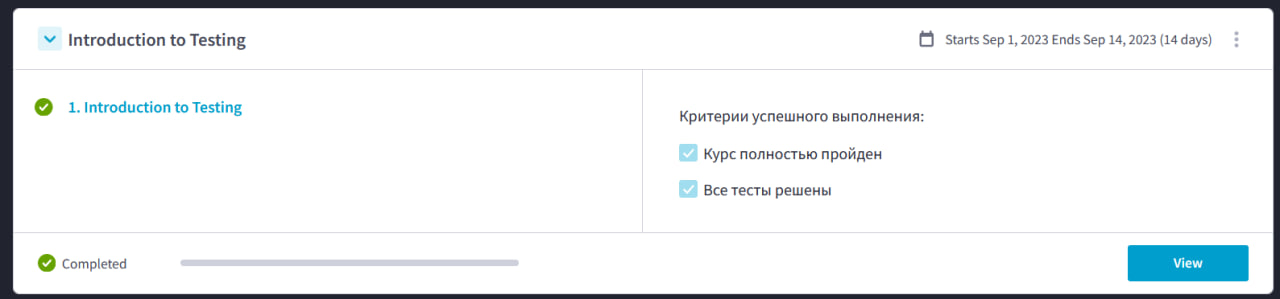 Introduction to Testing
Starts Sep 1, 2023 Ends Sep 14, 2023 (14 days)
1. Introduction to Testing
Критерии успешного выполнения:
Курс полностью пройден
Все тесты решены
Completed
View